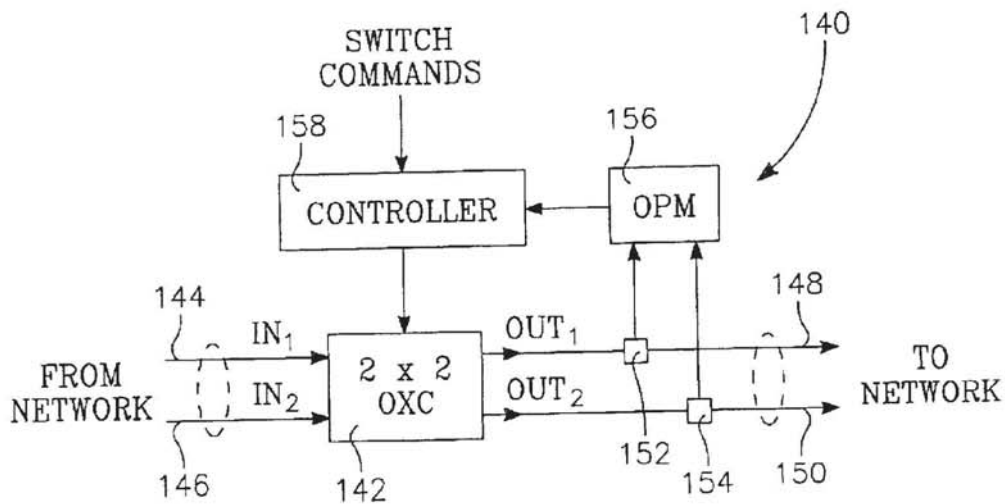 140
SWITCH
COMMANDS
158
156
CONTROLLER
OPM
144
148
IN₁
OUT₁
FROM
NETWORK
2 x 2
OXC
TO
NETWORK
IN₂
OUT₂
146
142
152
154
150